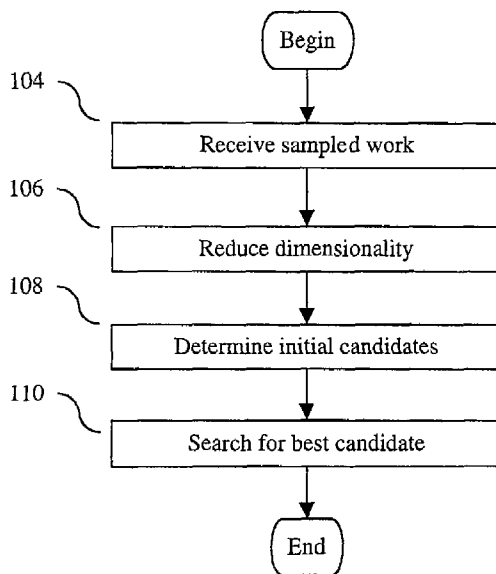 Begin
104
Receive sampled work
106
Reduce dimensionality
108
Determine initial candidates
110
Search for best candidate
End